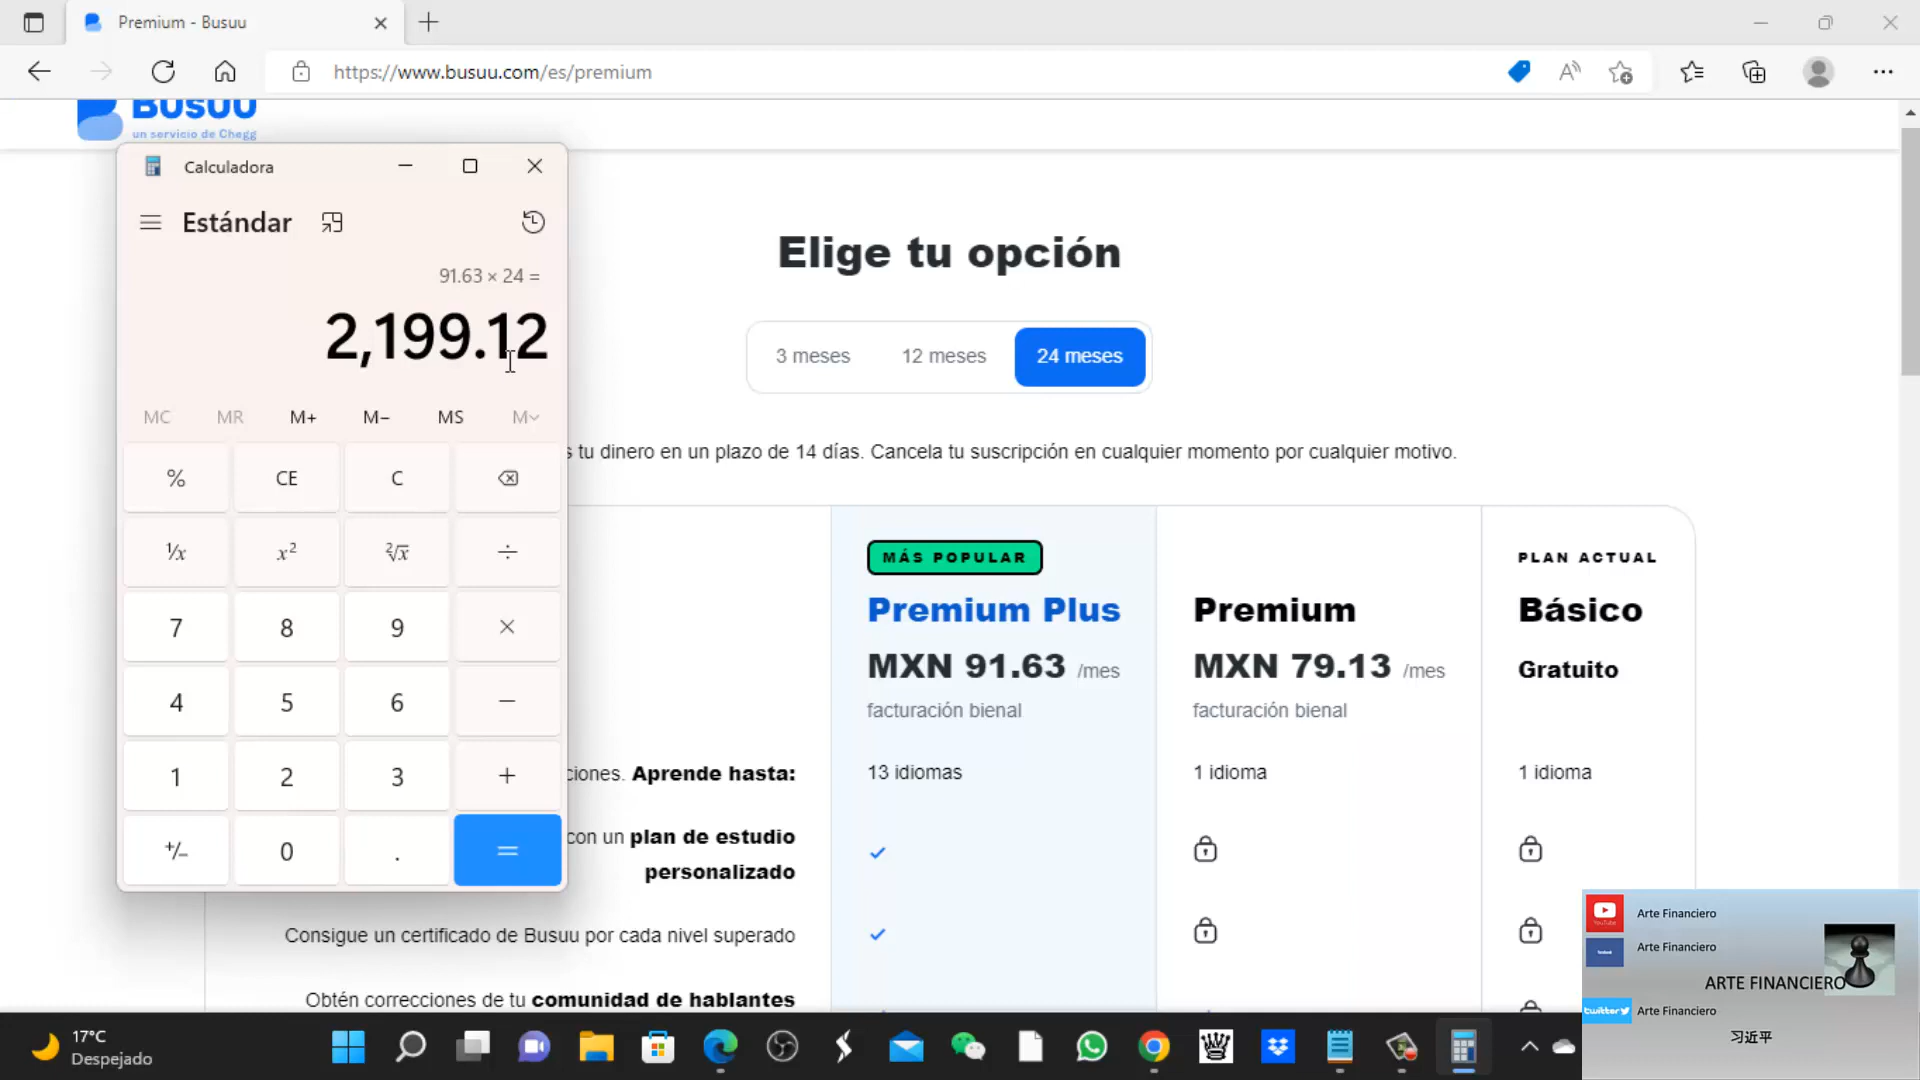 Premium - Busuu
https://www.busuu.com/es/premium
BUSUU
un servicio de Chegg
Calculadora
Estándar
91.63 × 24 =
2,199.12
MC MR M+ M− MS M
% CE C
1/x x² ²√x ÷
7 8 9 ×
4 5 6 −
1 2 3 +
+/− 0 . =
Elige tu opción
3 meses 12 meses 24 meses
s tu dinero en un plazo de 14 días. Cancela tu suscripción en cualquier momento por cualquier motivo.
MÁS POPULAR
Premium Plus
MXN 91.63 /mes
facturación bienal
Premium
MXN 79.13 /mes
facturación bienal
PLAN ACTUAL
Básico
Gratuito
ciones. Aprende hasta:
13 idiomas
1 idioma
1 idioma
con un plan de estudio
personalizado
Consigue un certificado de Busuu por cada nivel superado
Obtén correcciones de tu comunidad de hablantes
YouTube
Arte Financiero
Arte Financiero
ARTE FINANCIERO
twitter
Arte Financiero
习近平
17°C
Despejado